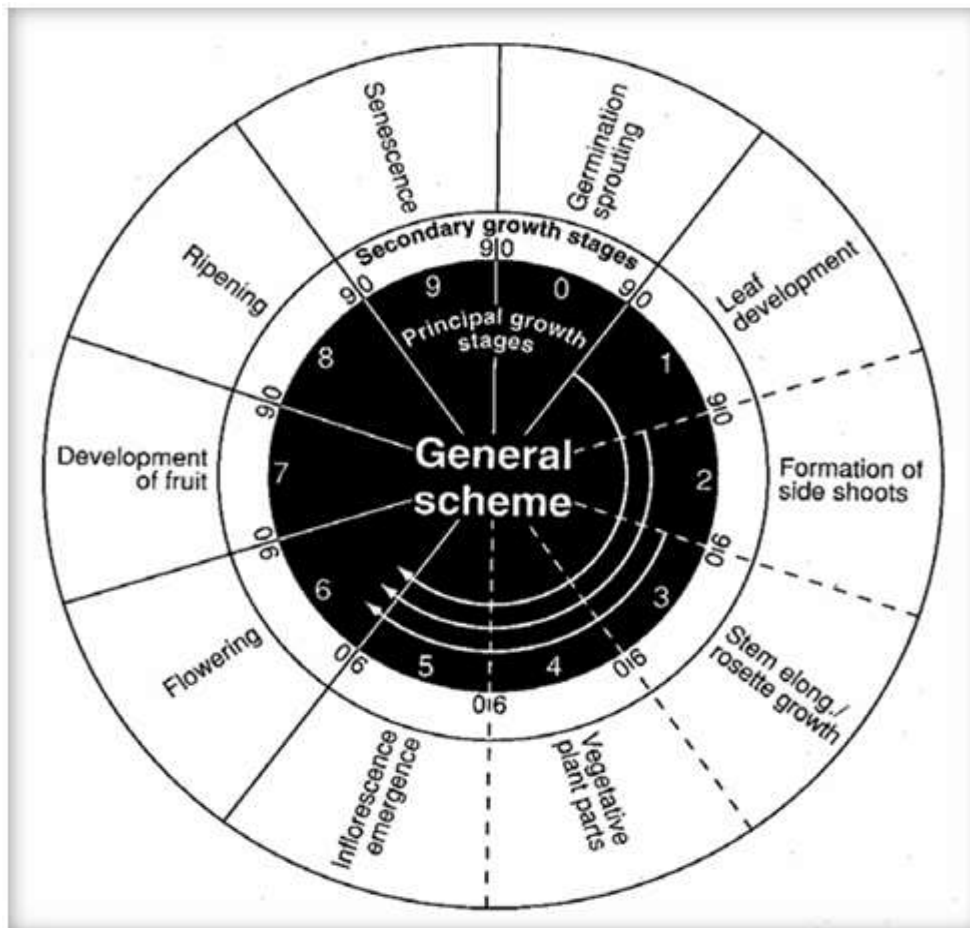 Senescence
Germination
sprouting
Leaf
development
Formation of
side shoots
Stem elong./
rosette growth
Vegetative
plant parts
Inflorescence
emergence
Flowering
Development
of fruit
Ripening
Secondary growth stages
9 0
9 0
9 0
9 0
9 0
9 0
9 0
9 0
9 0
9 0
Principal growth
stages
0
1
2
3
4
5
6
7
8
9
General
scheme